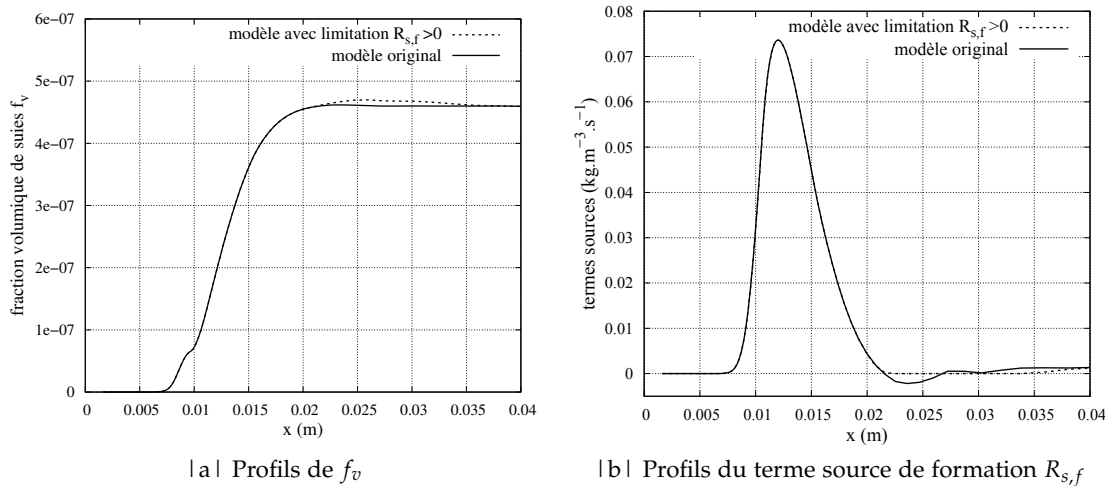 6e−07
5e−07
4e−07
3e−07
2e−07
1e−07
0
fraction volumique de suies f_v
modèle avec limitation R_{s,f} >0
modèle original
0 0.005 0.01 0.015 0.02 0.025 0.03 0.035 0.04
x (m)
|a| Profils de f_v
0.08
0.07
0.06
0.05
0.04
0.03
0.02
0.01
0
termes sources (kg.m^{−3}.s^{−1})
modèle avec limitation R_{s,f} >0
modèle original
0 0.005 0.01 0.015 0.02 0.025 0.03 0.035 0.04
x (m)
|b| Profils du terme source de formation R_{s,f}